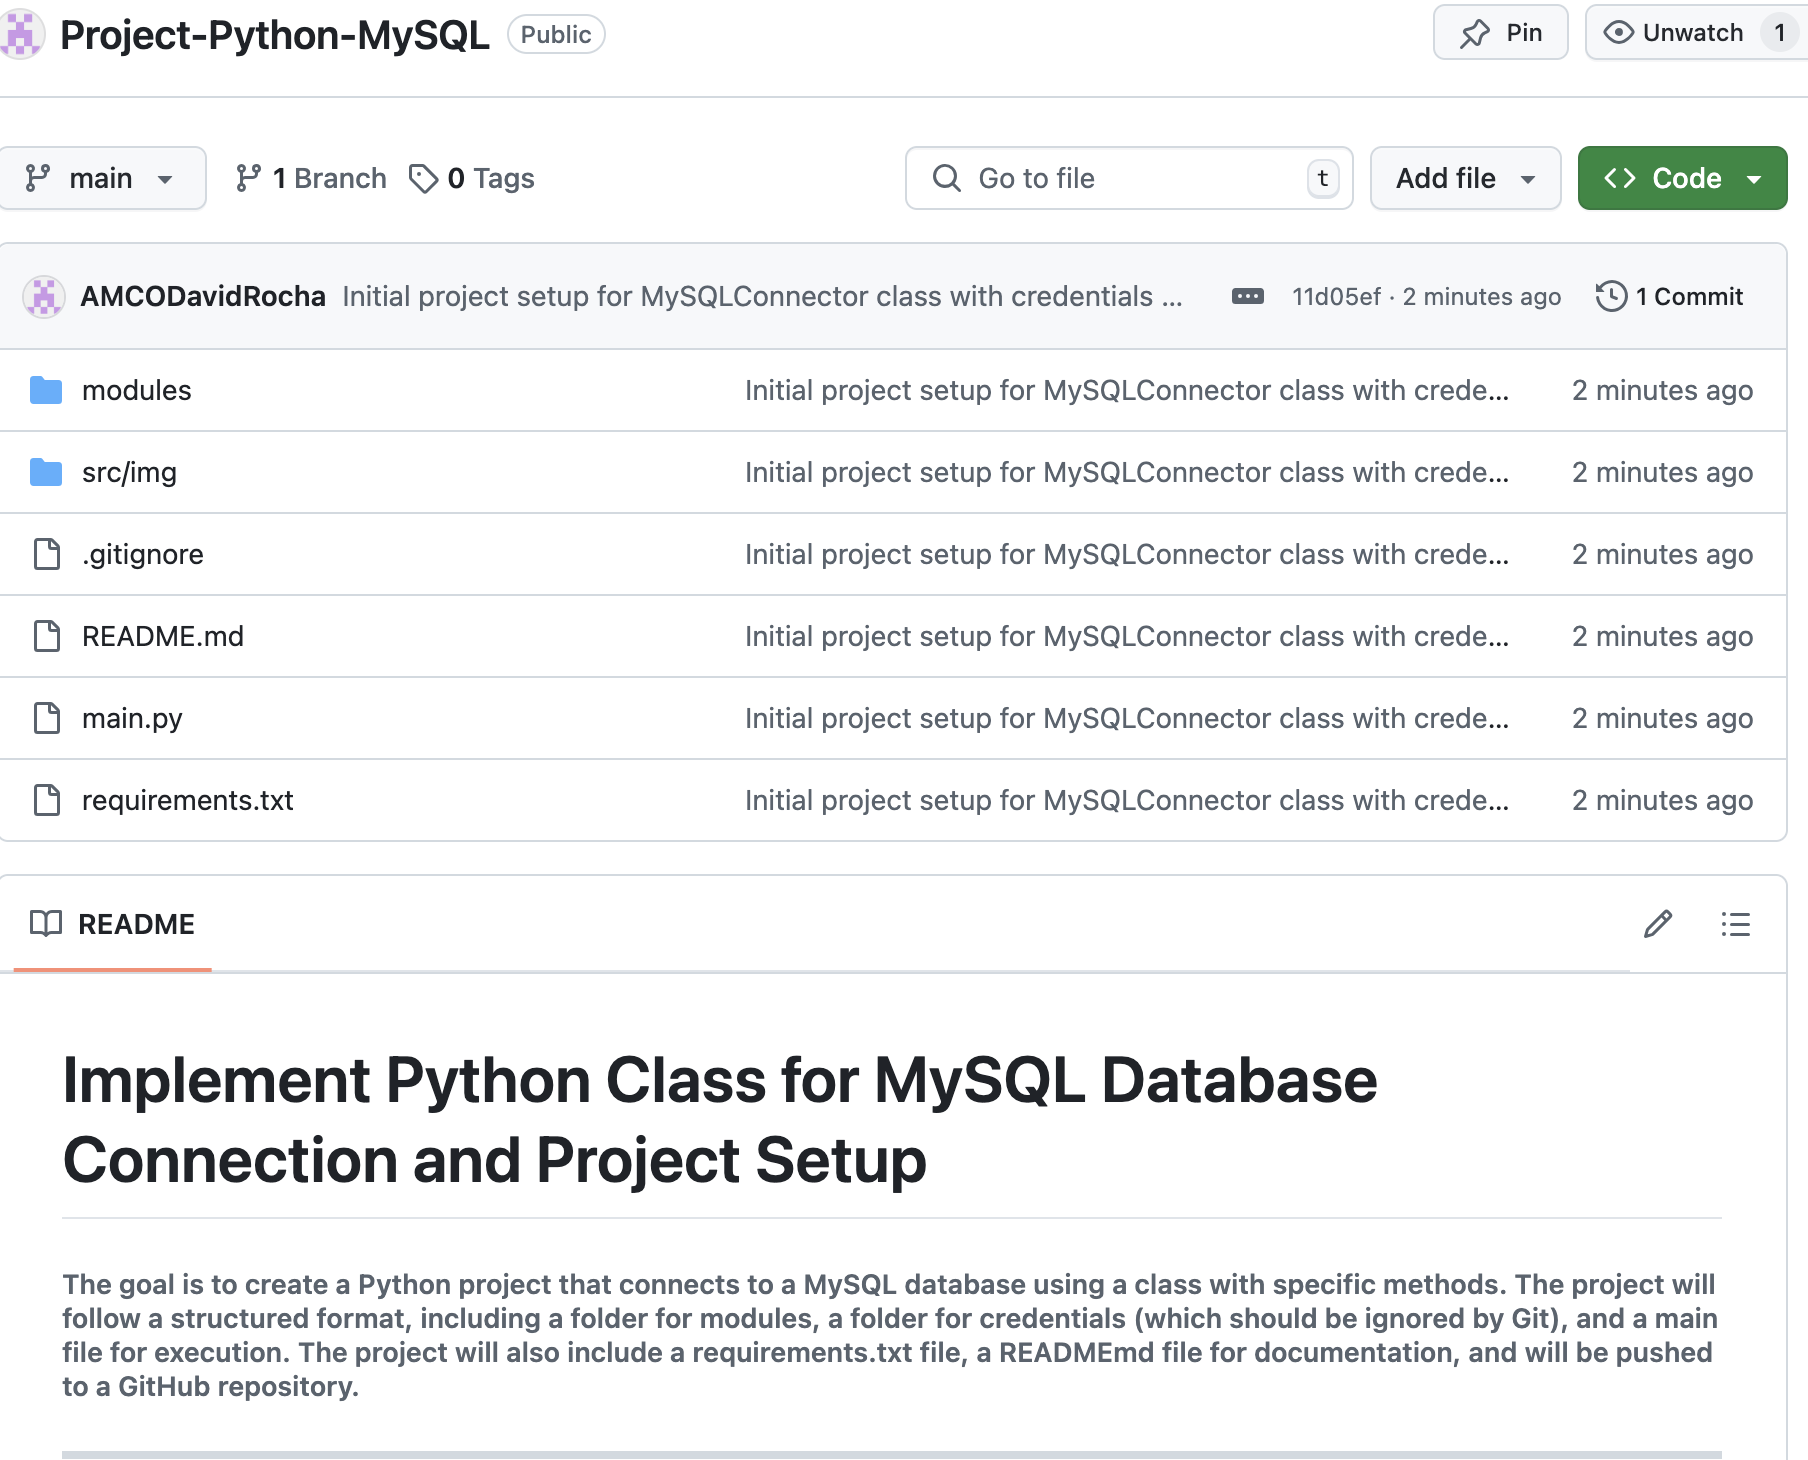 Project-Python-MySQL Public Pin Unwatch 1
main 1 Branch 0 Tags Go to file t Add file Code
AMCODavidRocha Initial project setup for MySQLConnector class with credentials ... 11d05ef · 2 minutes ago 1 Commit
modules Initial project setup for MySQLConnector class with crede... 2 minutes ago
src/img Initial project setup for MySQLConnector class with crede... 2 minutes ago
.gitignore Initial project setup for MySQLConnector class with crede... 2 minutes ago
README.md Initial project setup for MySQLConnector class with crede... 2 minutes ago
main.py Initial project setup for MySQLConnector class with crede... 2 minutes ago
requirements.txt Initial project setup for MySQLConnector class with crede... 2 minutes ago
README
Implement Python Class for MySQL Database
Connection and Project Setup
The goal is to create a Python project that connects to a MySQL database using a class with specific methods. The project will
follow a structured format, including a folder for modules, a folder for credentials (which should be ignored by Git), and a main
file for execution. The project will also include a requirements.txt file, a READMEmd file for documentation, and will be pushed
to a GitHub repository.